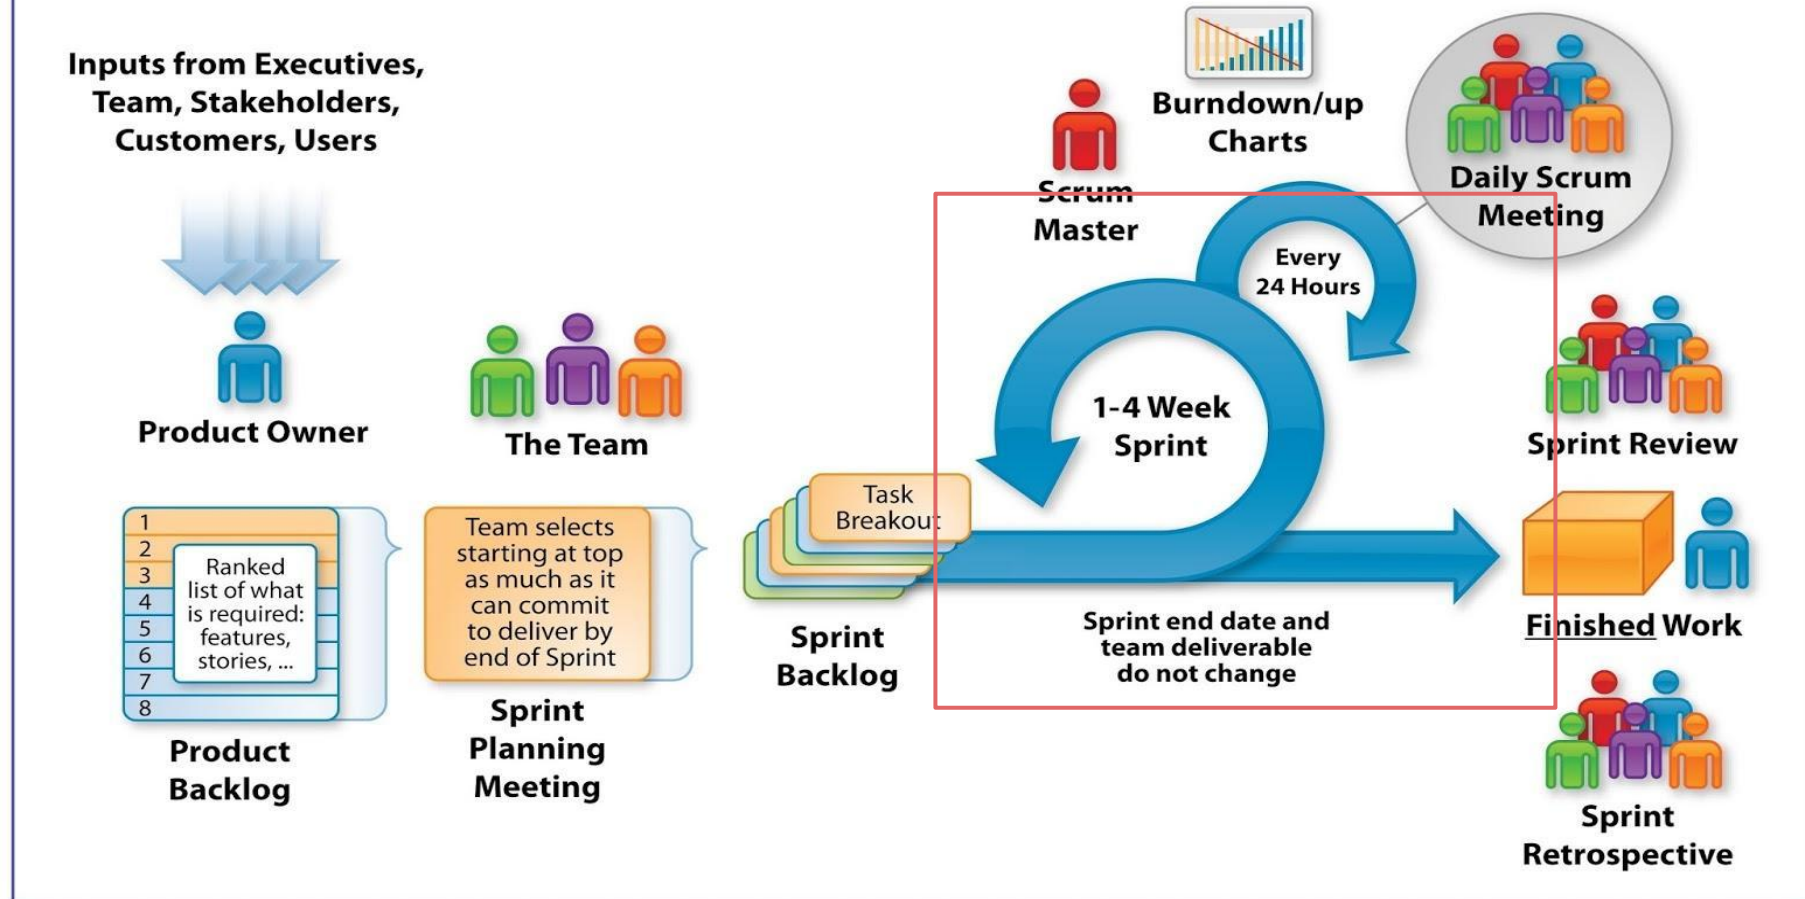 Inputs from Executives,
Team, Stakeholders,
Customers, Users
Product Owner
The Team
1
2
3
4
5
6
7
8
Ranked
list of what
is required:
features,
stories, ...
Product
Backlog
Team selects
starting at top
as much as it
can commit
to deliver by
end of Sprint
Sprint
Planning
Meeting
Task
Breakout
Sprint
Backlog
Scrum
Master
Burndown/up
Charts
Daily Scrum
Meeting
Every
24 Hours
1-4 Week
Sprint
Sprint end date and
team deliverable
do not change
Sprint Review
Finished Work
Sprint
Retrospective